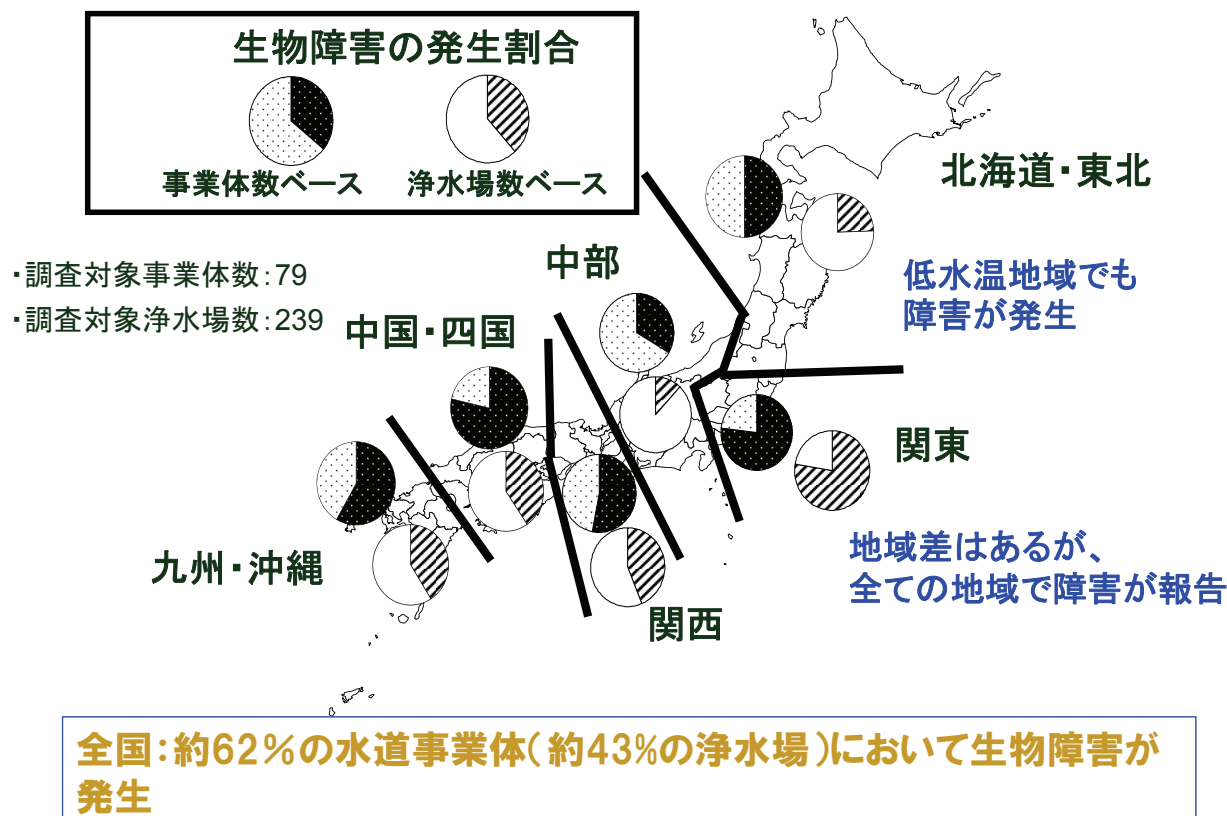 生物障害の発生割合
事業体数ベース
浄水場数ベース
北海道・東北
・調査対象事業体数:79
・調査対象浄水場数:239
中部
低水温地域でも
障害が発生
中国・四国
関東
九州・沖縄
地域差はあるが、
全ての地域で障害が報告
関西
全国:約62%の水道事業体(約43%の浄水場)において生物障害が
発生